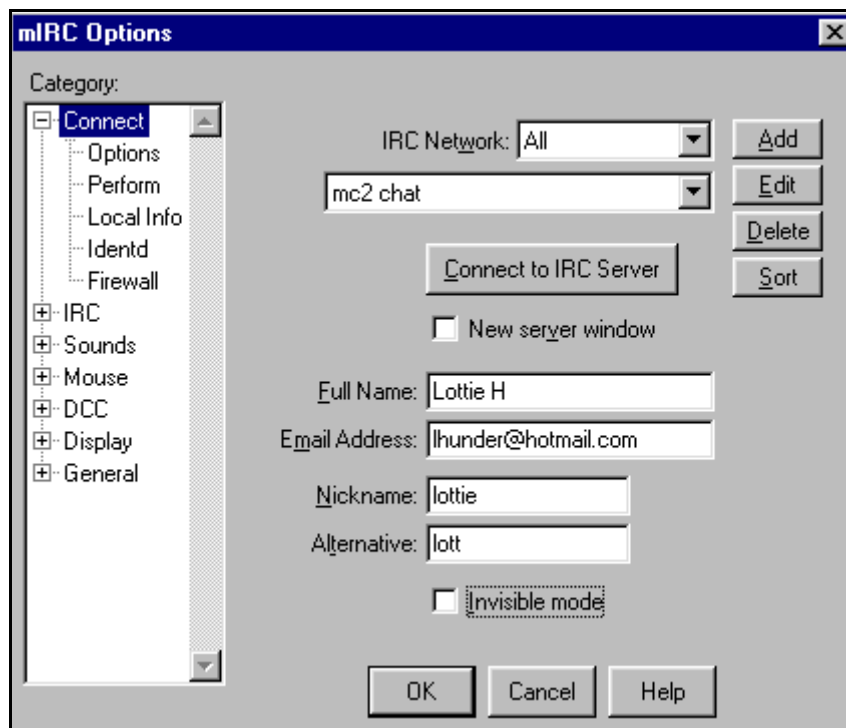 mIRC Options
Category:
Connect
Options
Perform
Local Info
Identd
Firewall
IRC
Sounds
Mouse
DCC
Display
General
IRC Network: All
mc2 chat
Add
Edit
Delete
Sort
Connect to IRC Server
New server window
Full Name: Lottie H
Email Address: lhunder@hotmail.com
Nickname: lottie
Alternative: lott
Invisible mode
OK Cancel Help